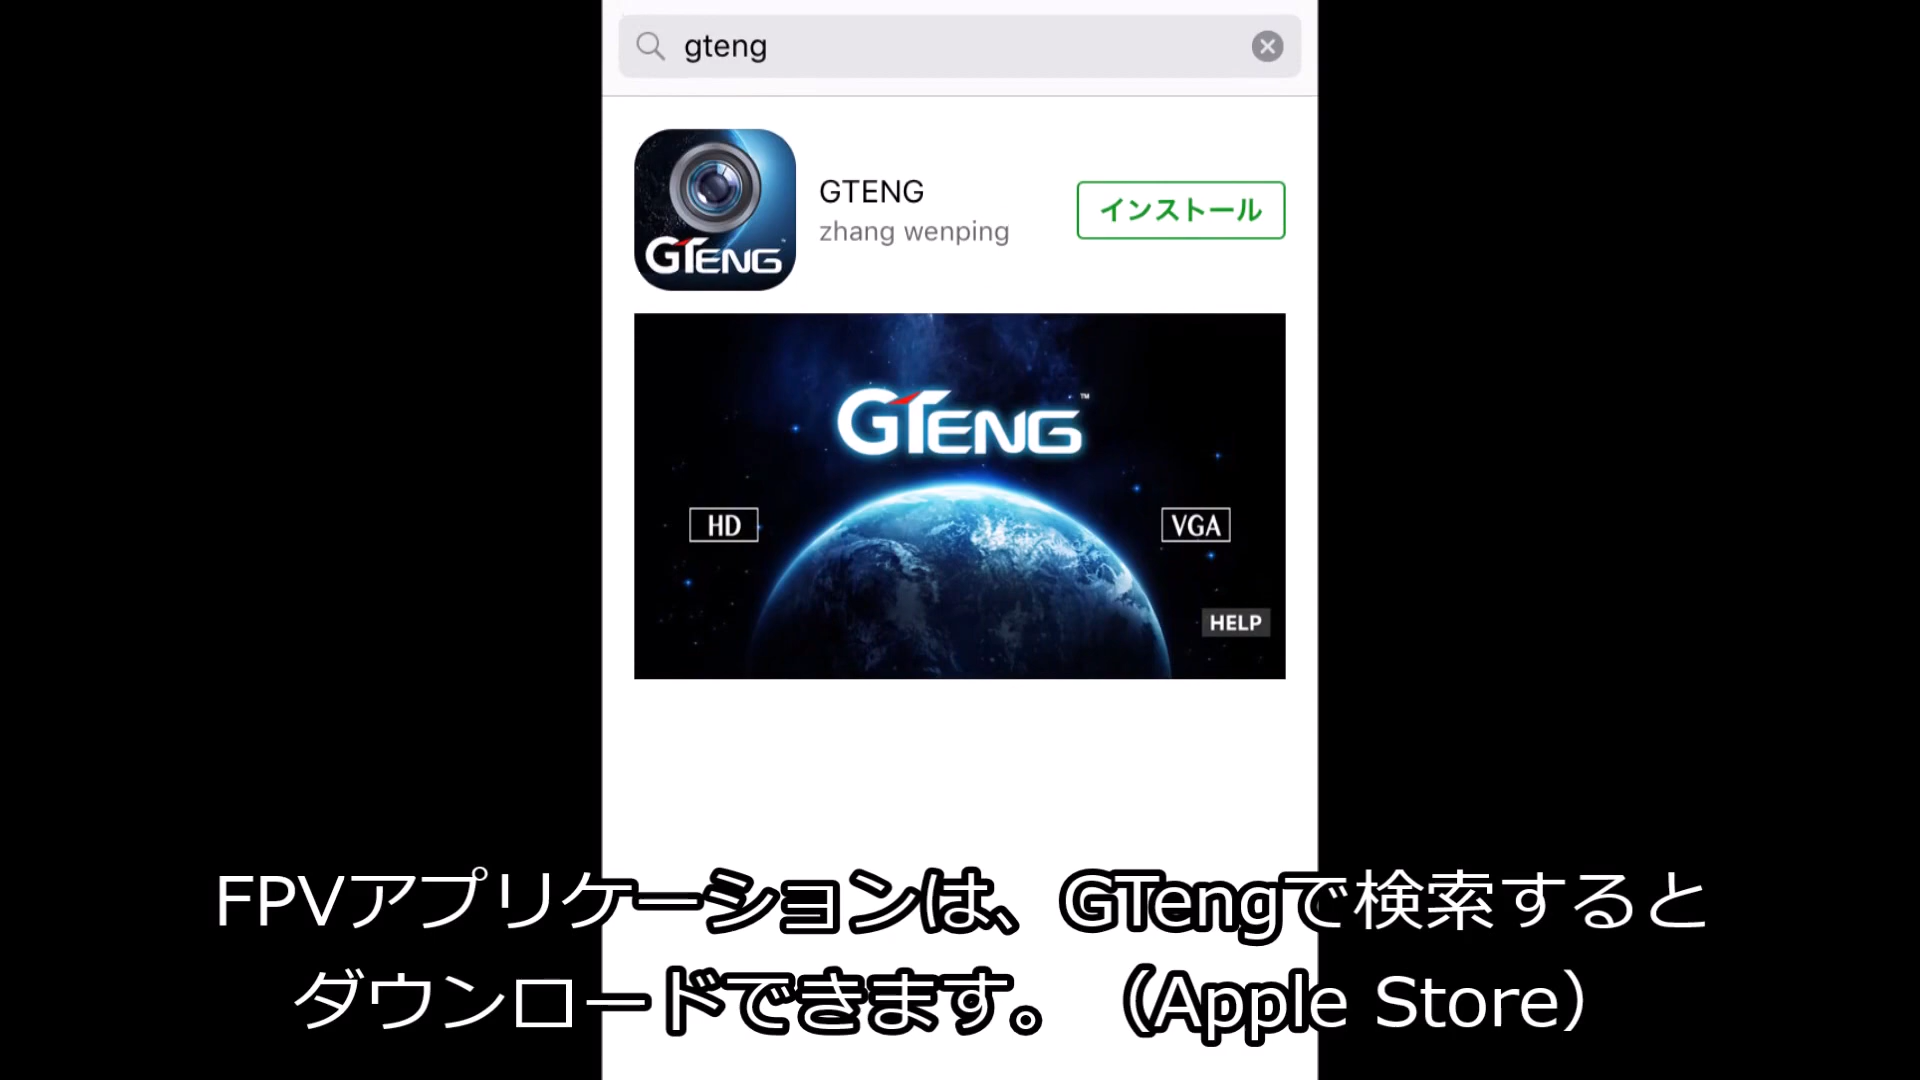 gteng
GTENG
GTENG
zhang wenping
インストール
GTENG™
HD
VGA
HELP
FPVアプリケーションは、GTengで検索すると
ダウンロードできます。（Apple Store）